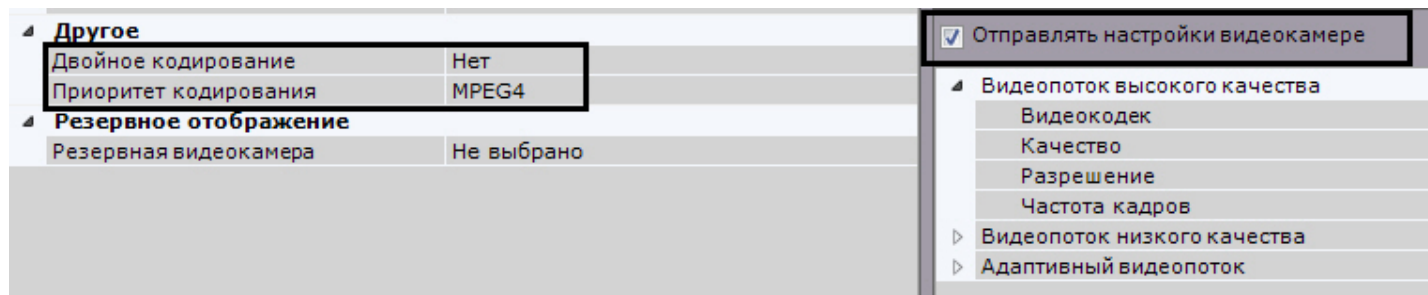 Другое
Двойное кодирование Нет
Приоритет кодирования MPEG4
Резервное отображение
Резервная видеокамера Не выбрано
Отправлять настройки видеокамере
Видеопоток высокого качества
Видеокодек
Качество
Разрешение
Частота кадров
Видеопоток низкого качества
Адаптивный видеопоток